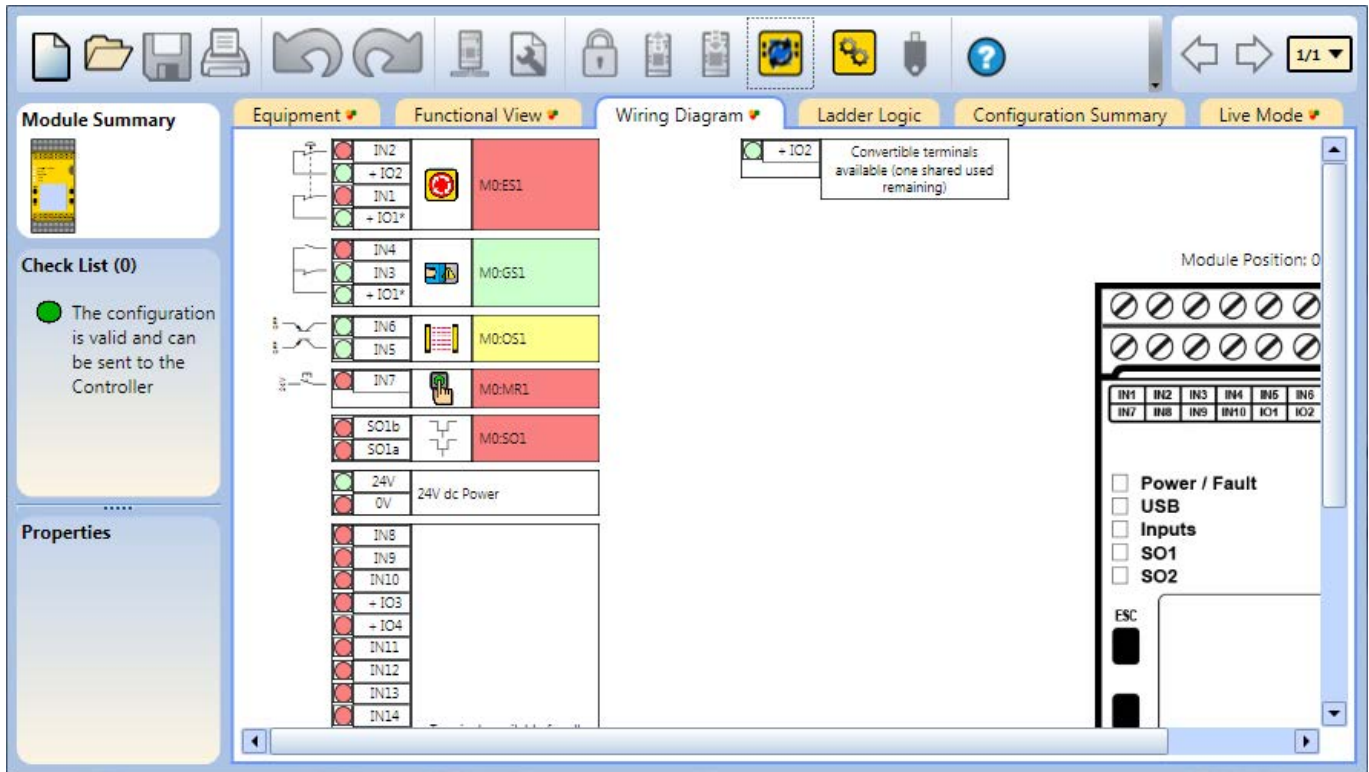 1/1
Module Summary
Equipment
Functional View
Wiring Diagram
Ladder Logic
Configuration Summary
Live Mode
Check List (0)
The configuration
is valid and can
be sent to the
Controller
Properties
IN2
+ IO2
IN1
+ IO1*
M0:ES1
IN4
IN3
+ IO1*
M0:GS1
IN6
IN5
M0:OS1
24V
IN7
M0:MR1
SO1b
SO1a
M0:SO1
24V
0V
24V dc Power
IN8
IN9
IN10
+ IO3
+ IO4
IN11
IN12
IN13
IN14
+ IO2
Convertible terminals
available (one shared used
remaining)
Module Position: 0
IN1 IN2 IN3 IN4 IN5 IN6
IN7 IN8 IN9 IN10 IO1 IO2
Power / Fault
USB
Inputs
SO1
SO2
ESC